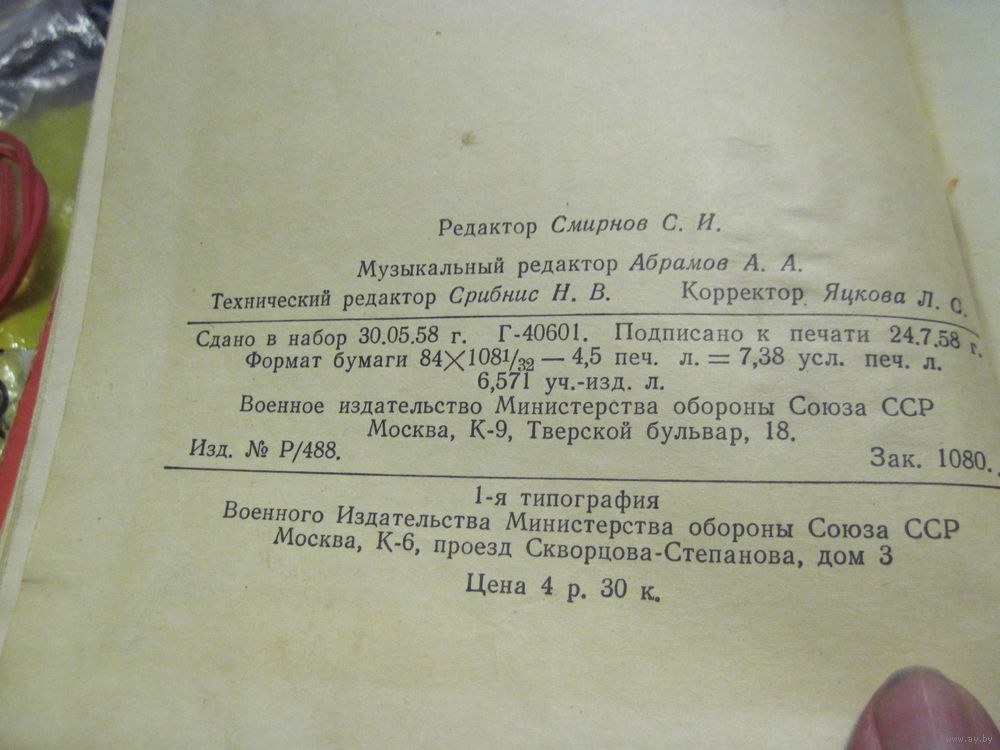 Редактор Смирнов С. И.
Музыкальный редактор Абрамов А. А.
Технический редактор Срибнис Н. В. Корректор Яцкова Л. С.
Сдано в набор 30.05.58 г. Г-40601. Подписано к печати 24.7.58 г.
Формат бумаги 84×108¹/₃₂ — 4,5 печ. л. = 7,38 усл. печ. л.
6,571 уч.-изд. л.
Военное издательство Министерства обороны Союза ССР
Москва, К-9, Тверской бульвар, 18.
Изд. № Р/488. Зак. 1080.
1-я типография
Военного Издательства Министерства обороны Союза ССР
Москва, К-6, проезд Скворцова-Степанова, дом 3
Цена 4 р. 30 к.
www.ay.by